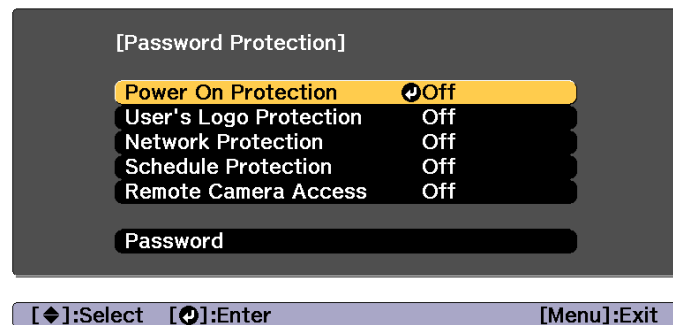 [Password Protection]
Power On Protection Off
User's Logo Protection Off
Network Protection Off
Schedule Protection Off
Remote Camera Access Off
Password
[◆]:Select [↵]:Enter [Menu]:Exit